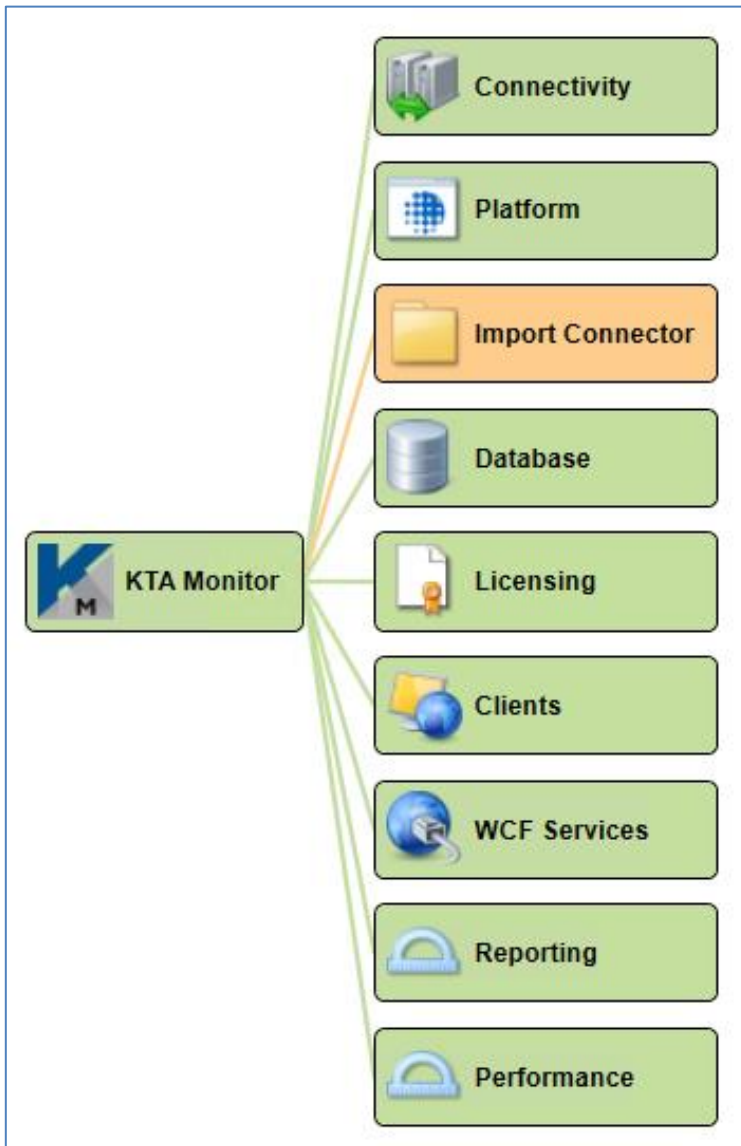 Connectivity
Platform
Import Connector
Database
KTA Monitor
M
Licensing
Clients
WCF Services
Reporting
Performance